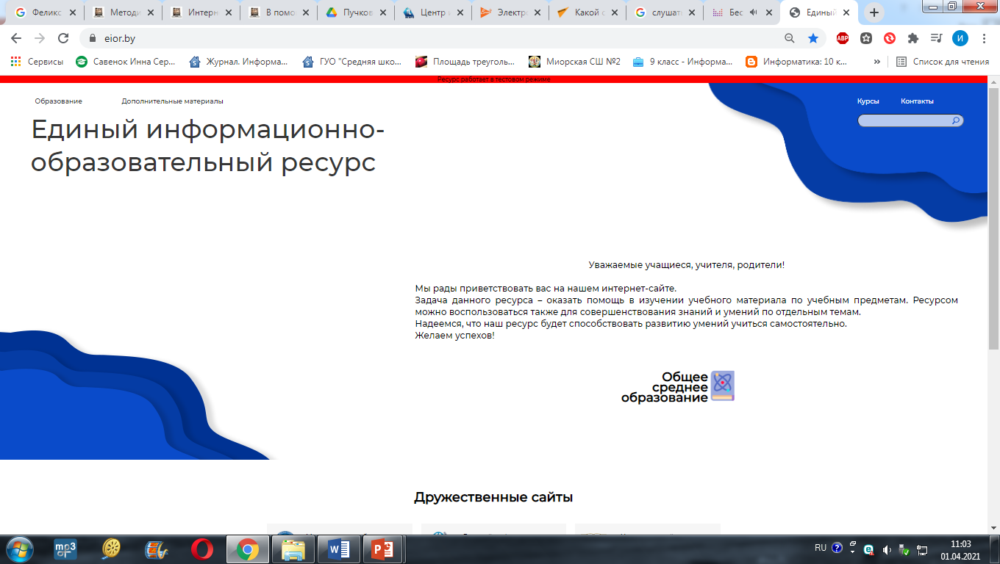 Феликс
Методи
Интерн
В помо
Пучков
Центр
Электро
Какой с
слушат
Бес
Единый
eior.by
ABP
И
Сервисы
Савенок Инна Сер...
Журнал. Информа...
ГУО "Средняя шко...
Площадь треуголь...
Миорская СШ №2
9 класс - Информа...
Информатика: 10 к...
»
Список для чтения
Ресурс работает в тестовом режиме
Образование
Дополнительные материалы
Курсы
Контакты
Единый информационно-
образовательный ресурс
Уважаемые учащиеся, учителя, родители!
Мы рады приветствовать вас на нашем интернет-сайте.
Задача данного ресурса – оказать помощь в изучении учебного материала по учебным предметам. Ресурсом
можно воспользоваться также для совершенствования знаний и умений по отдельным темам.
Надеемся, что наш ресурс будет способствовать развитию умений учиться самостоятельно.
Желаем успехов!
Общее
среднее
образование
Дружественные сайты
mp3
RU
11:03
01.04.2021